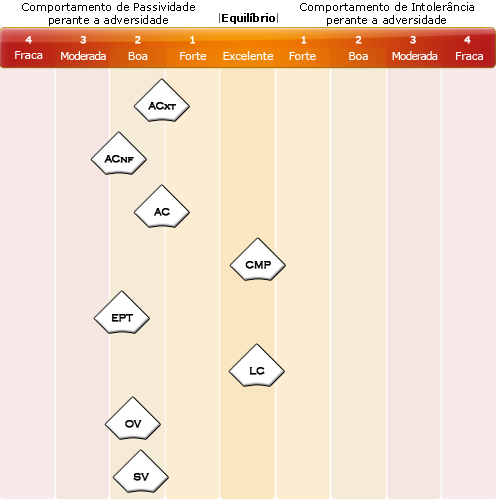 Comportamento de Passividade
perante a adversidade
|Equilíbrio|
Comportamento de Intolerância
perante a adversidade
4 3 2 1 1 2 3 4
Fraca Moderada Boa Forte Excelente Forte Boa Moderada Fraca
ACXT
ACNF
AC
CMP
EPT
LC
OV
SV